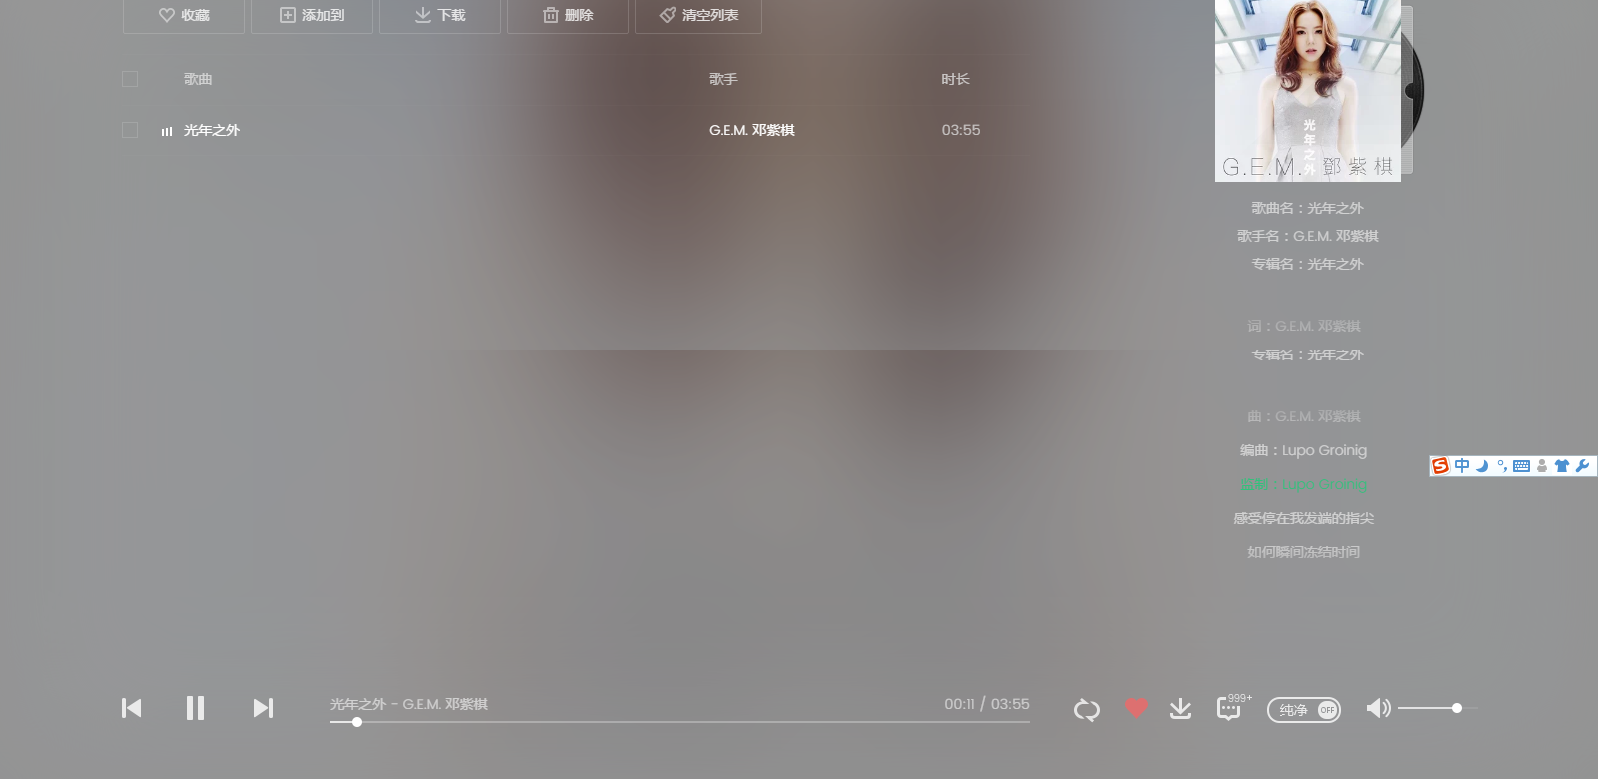 收藏 添加到 下载 删除 清空列表
歌曲 歌手 时长
光年之外 G.E.M. 邓紫棋 03:55
光年之外
G.E.M. 鄧紫棋
歌曲名：光年之外
歌手名：G.E.M. 邓紫棋
专辑名：光年之外
词：G.E.M. 邓紫棋
专辑名：光年之外
曲：G.E.M. 邓紫棋
编曲：Lupo Groinig
Lupo Groinig
中
感受停在我发端的指尖
如何瞬间冻结时间
光年之外 - G.E.M. 邓紫棋 00:11 / 03:55
999+
纯净 OFF